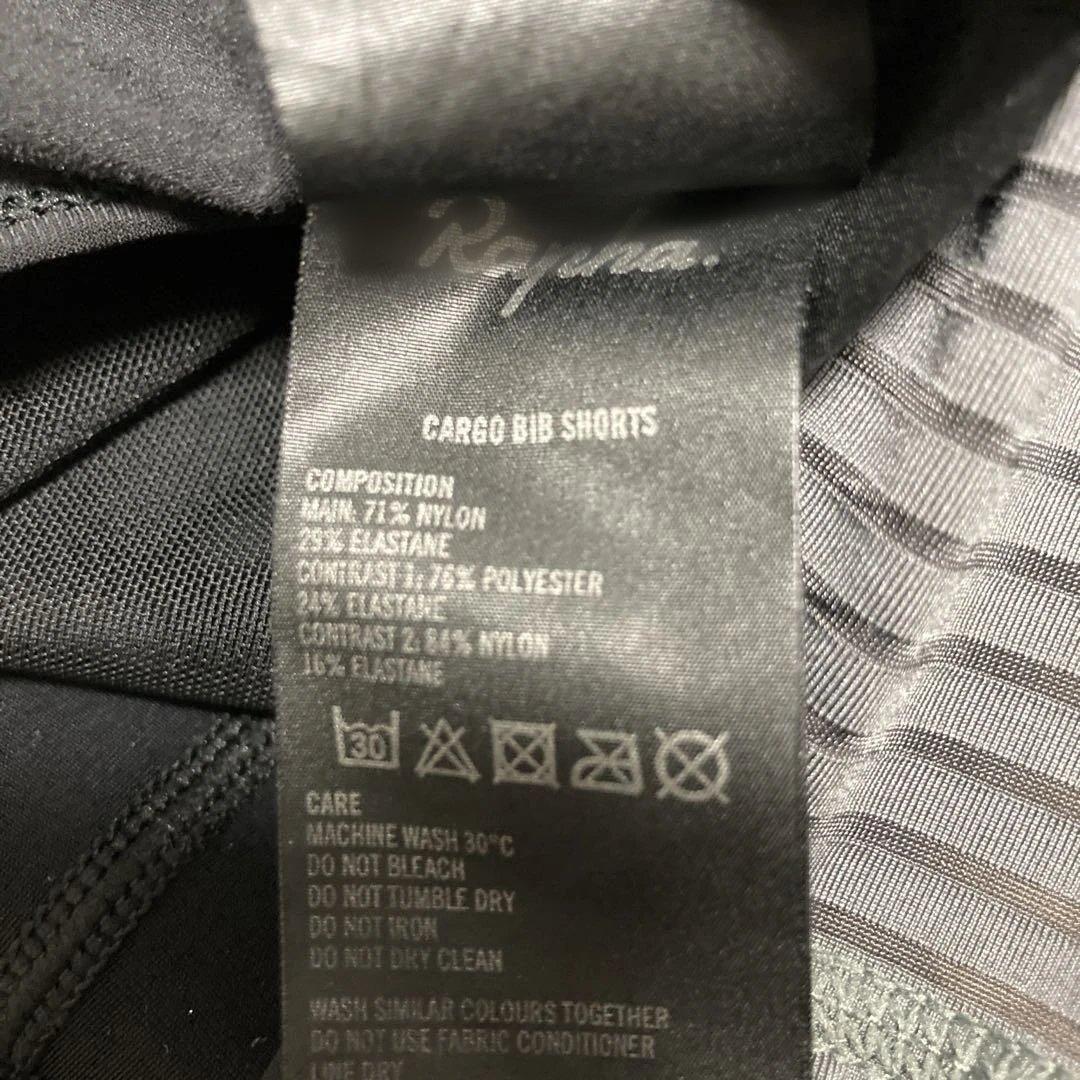 Rapha.
CARGO BIB SHORTS
COMPOSITION
MAIN. 71% NYLON
29% ELASTANE
CONTRAST 1: 76% POLYESTER
24% ELASTANE
CONTRAST 2. 84% NYLON
16% ELASTANE
30
CARE
MACHINE WASH 30°C
DO NOT BLEACH
DO NOT TUMBLE DRY
DO NOT IRON
DO NOT DRY CLEAN
WASH SIMILAR COLOURS TOGETHER
DO NOT USE FABRIC CONDITIONER
LINE DRY